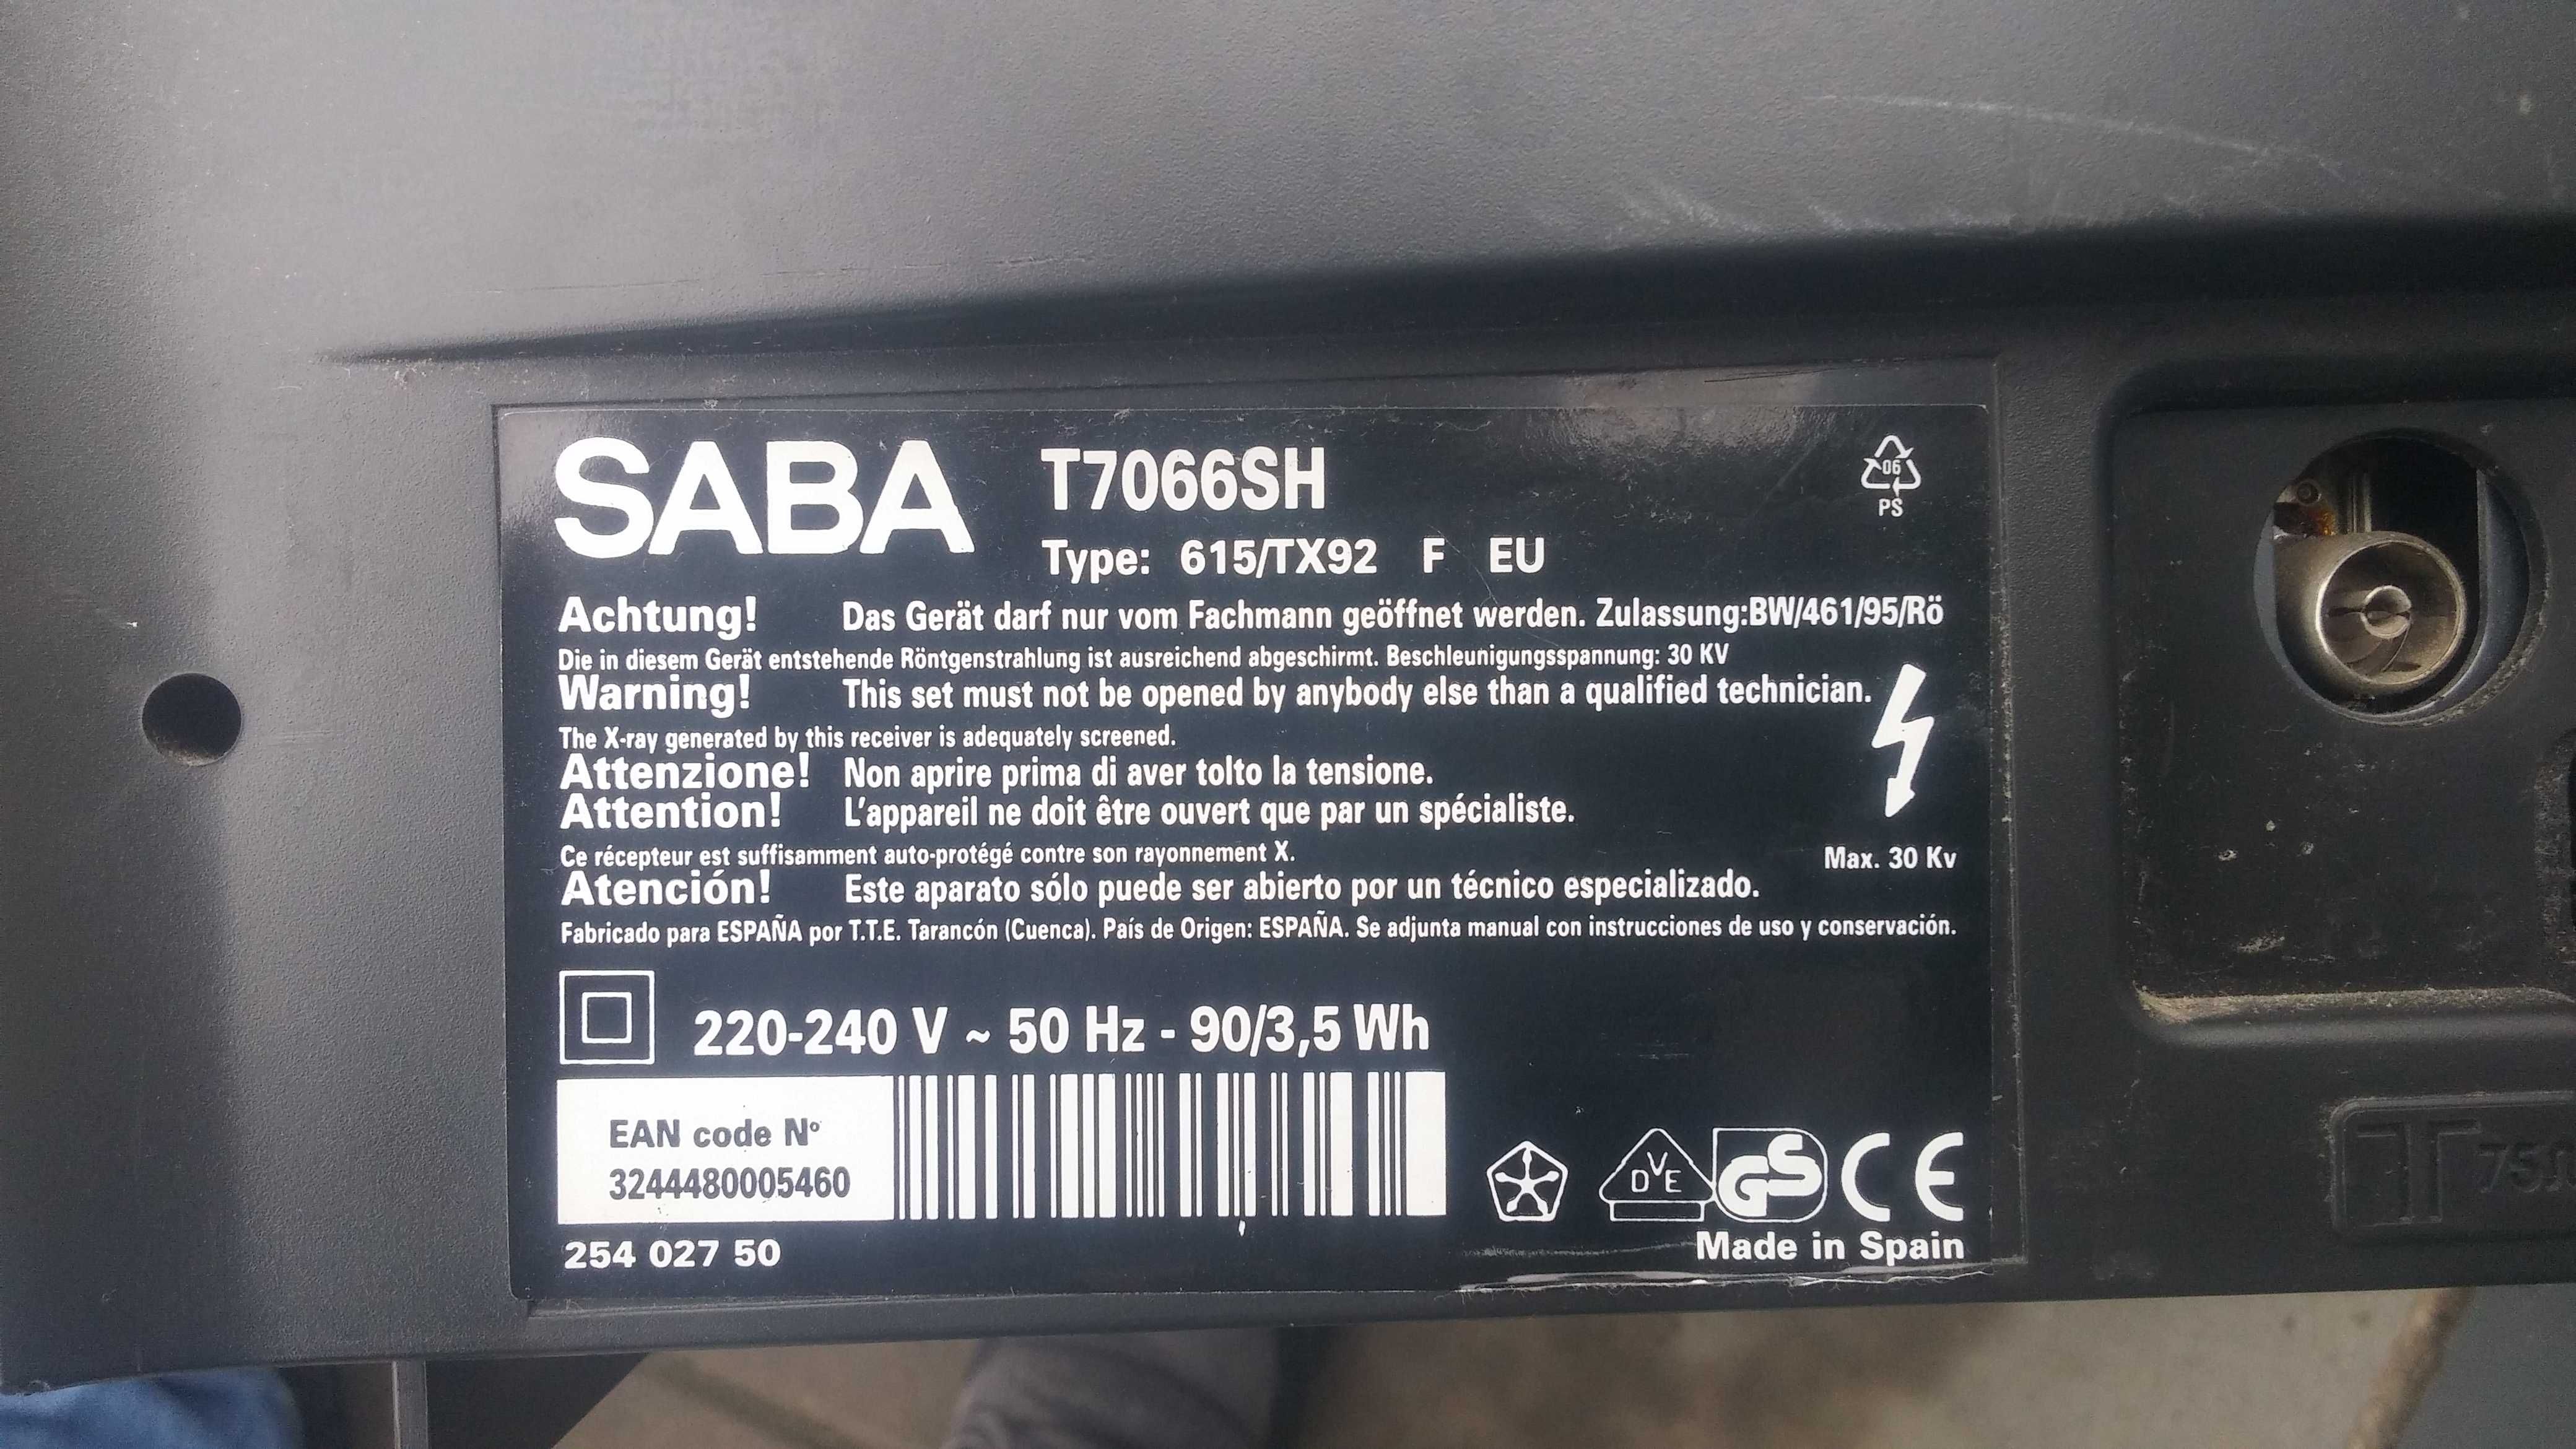 SABA T7066SH
06
PS
Type: 615/TX92 F EU
Achtung! Das Gerät darf nur vom Fachmann geöffnet werden. Zulassung:BW/461/95/Rö
Die in diesem Gerät entstehende Röntgenstrahlung ist ausreichend abgeschirmt. Beschleunigungsspannung: 30 KV
Warning! This set must not be opened by anybody else than a qualified technician.
The X-ray generated by this receiver is adequately screened.
Attenzione! Non aprire prima di aver tolto la tensione.
Attention! L'appareil ne doit être ouvert que par un spécialiste.
Ce récepteur est suffisamment auto-protégé contre son rayonnement X.
Max. 30 Kv
Atención! Este aparato sólo puede ser abierto por un técnico especializado.
Fabricado para ESPAÑA por T.T.E. Tarancón (Cuenca). País de Origen: ESPAÑA. Se adjunta manual con instrucciones de uso y conservación.
220-240 V ~ 50 Hz - 90/3,5 Wh
EAN code Nº
3244480005460
DVE GS CE
254 027 50
Made in Spain
75Ω